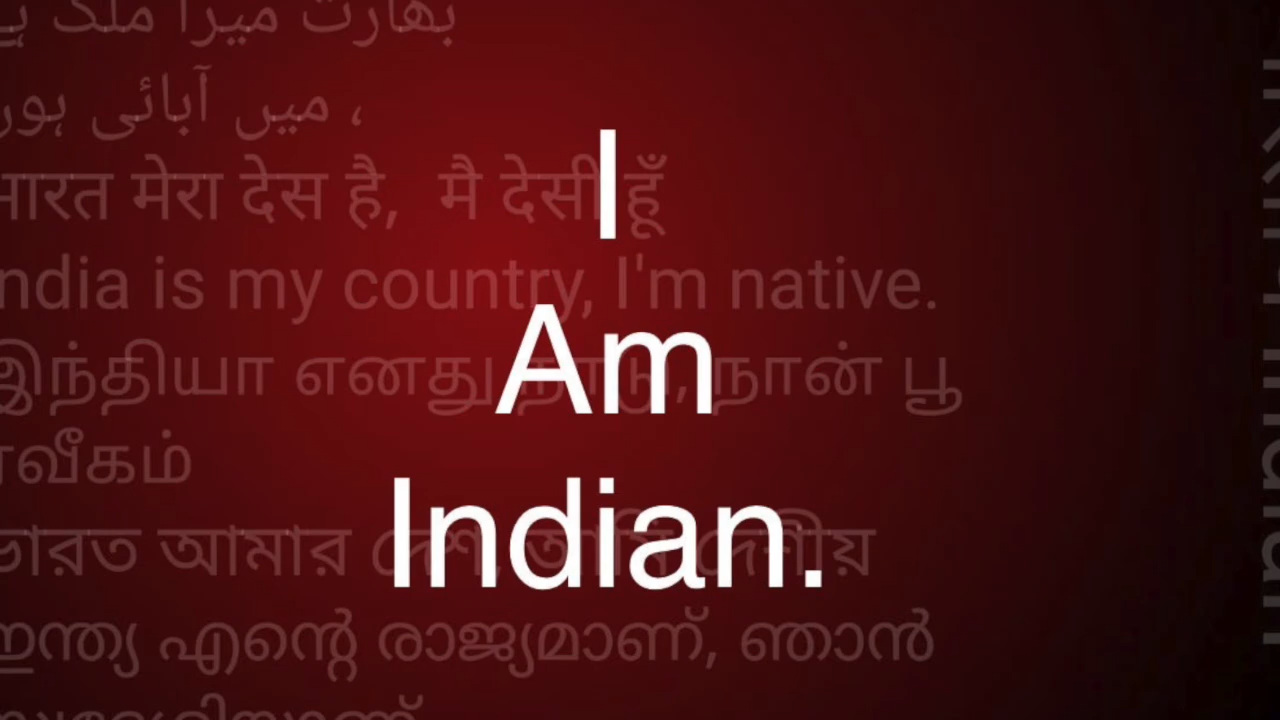 بھارت میرا ملک ہے
، میں آبائی ہوں
भारत मेरा देस है, मै देसी हूँ
India is my country, I'm native.
இந்தியா எனது நாடு, நான் பூ
ர்வீகம்
ভারত আমার দেশ, আমি দেশীয়
ഇന്ത്യ എന്റെ രാജ്യമാണ്, ഞാൻ
I
Am
Indian.